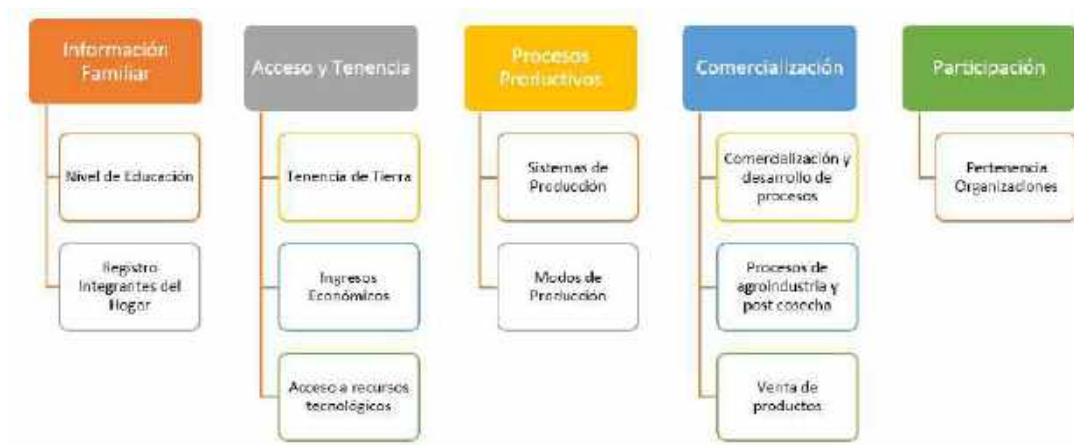 Información
Familiar
Nivel de Educación
Registro
Integrantes del
Hogar
Acceso y Tenencia
Tenencia de Tierra
Ingresos
Económicos
Acceso a recursos
tecnológicos
Procesos
Productivos
Sistemas de
Producción
Modos de
Producción
Comercialización
Comercialización y
desarrollo de
procesos
Procesos de
agroindustria y
post cosecha
Venta de
productos
Participación
Pertenencia
Organizaciones